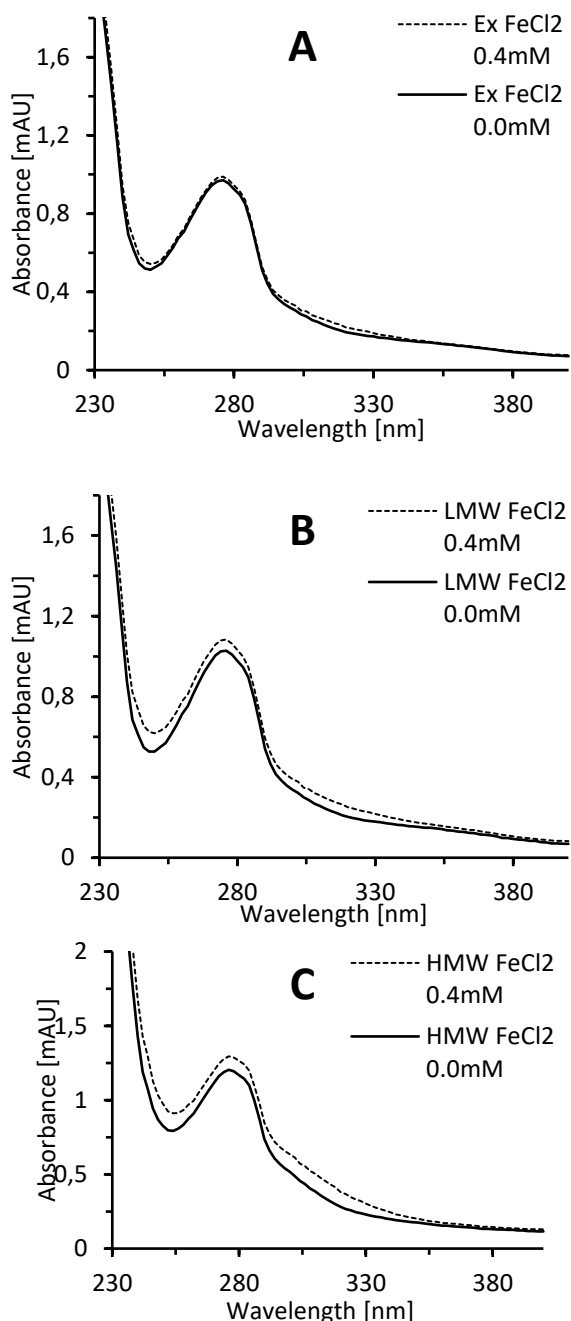 A
Ex FeCl2
0.4mM
Ex FeCl2
0.0mM
Absorbance [mAU]
1,6
1,2
0,8
0,4
0
230 280 330 380
Wavelength [nm]
B
LMW FeCl2
0.4mM
LMW FeCl2
0.0mM
Absorbance [mAU]
1,6
1,2
0,8
0,4
0
230 280 330 380
Wavelength [nm]
C
HMW FeCl2
0.4mM
HMW FeCl2
0.0mM
Absorbance [mAU]
2
1,5
1
0,5
0
230 280 330 380
Wavelength [nm]